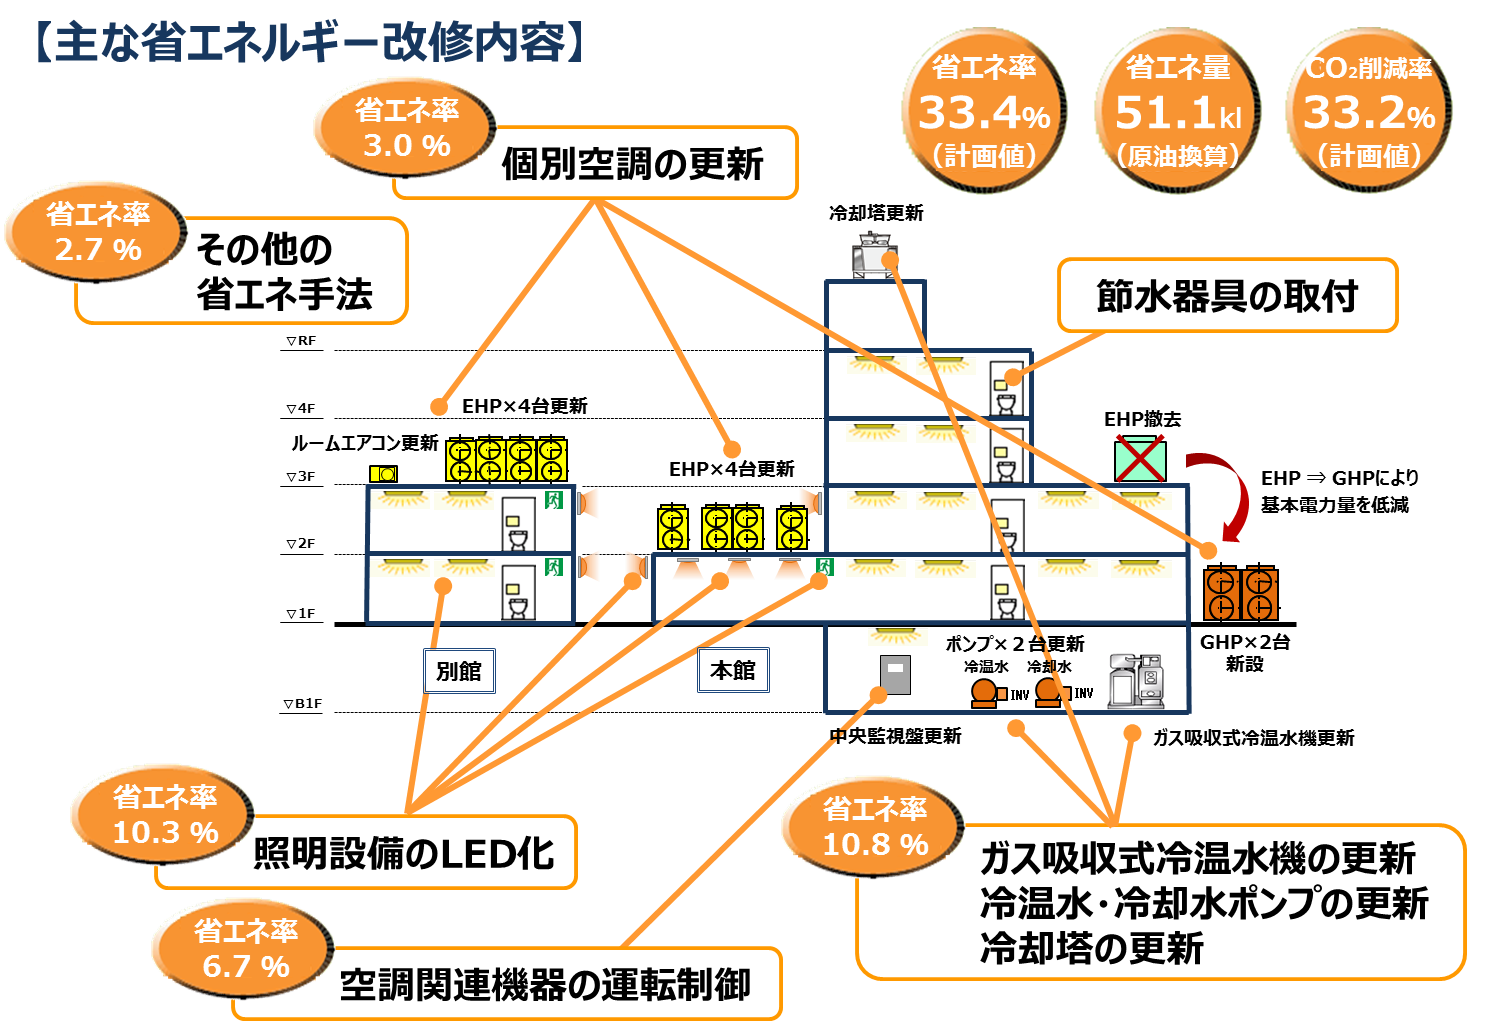 【主な省エネルギー改修内容】
省エネ率
33.4%
（計画値）
省エネ量
51.1kl
（原油換算）
CO₂削減率
33.2%
（計画値）
省エネ率
3.0 %
個別空調の更新
省エネ率
2.7 %
その他の
省エネ手法
冷却塔更新
節水器具の取付
▽RF
▽4F
▽3F
▽2F
▽1F
▽B1F
EHP×4台更新
ルームエアコン更新
EHP×4台更新
EHP撤去
EHP ⇒ GHPにより
基本電力量を低減
GHP×2台
新設
別館
本館
ポンプ×２台更新
冷温水
冷却水
INV
INV
中央監視盤更新
ガス吸収式冷温水機更新
省エネ率
10.3 %
照明設備のLED化
省エネ率
6.7 %
空調関連機器の運転制御
省エネ率
10.8 %
ガス吸収式冷温水機の更新
冷温水・冷却水ポンプの更新
冷却塔の更新